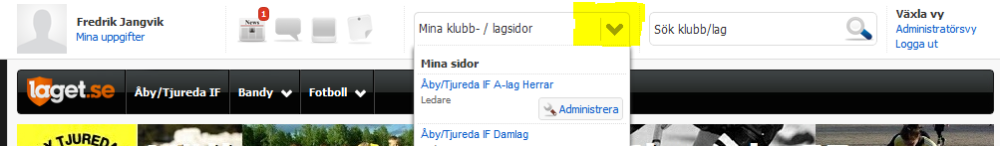 Fredrik Jangvik
Mina uppgifter
News
1
Mina klubb- / lagsidor
Sök klubb/lag
Växla vy
Administratörsvy
Logga ut
Mina sidor
Åby/Tjureda IF A-lag Herrar
Ledare
Administrera
Åby/Tjureda IF Damlag
laget.se
Åby/Tjureda IF
Bandy
Fotboll
Y TJURED